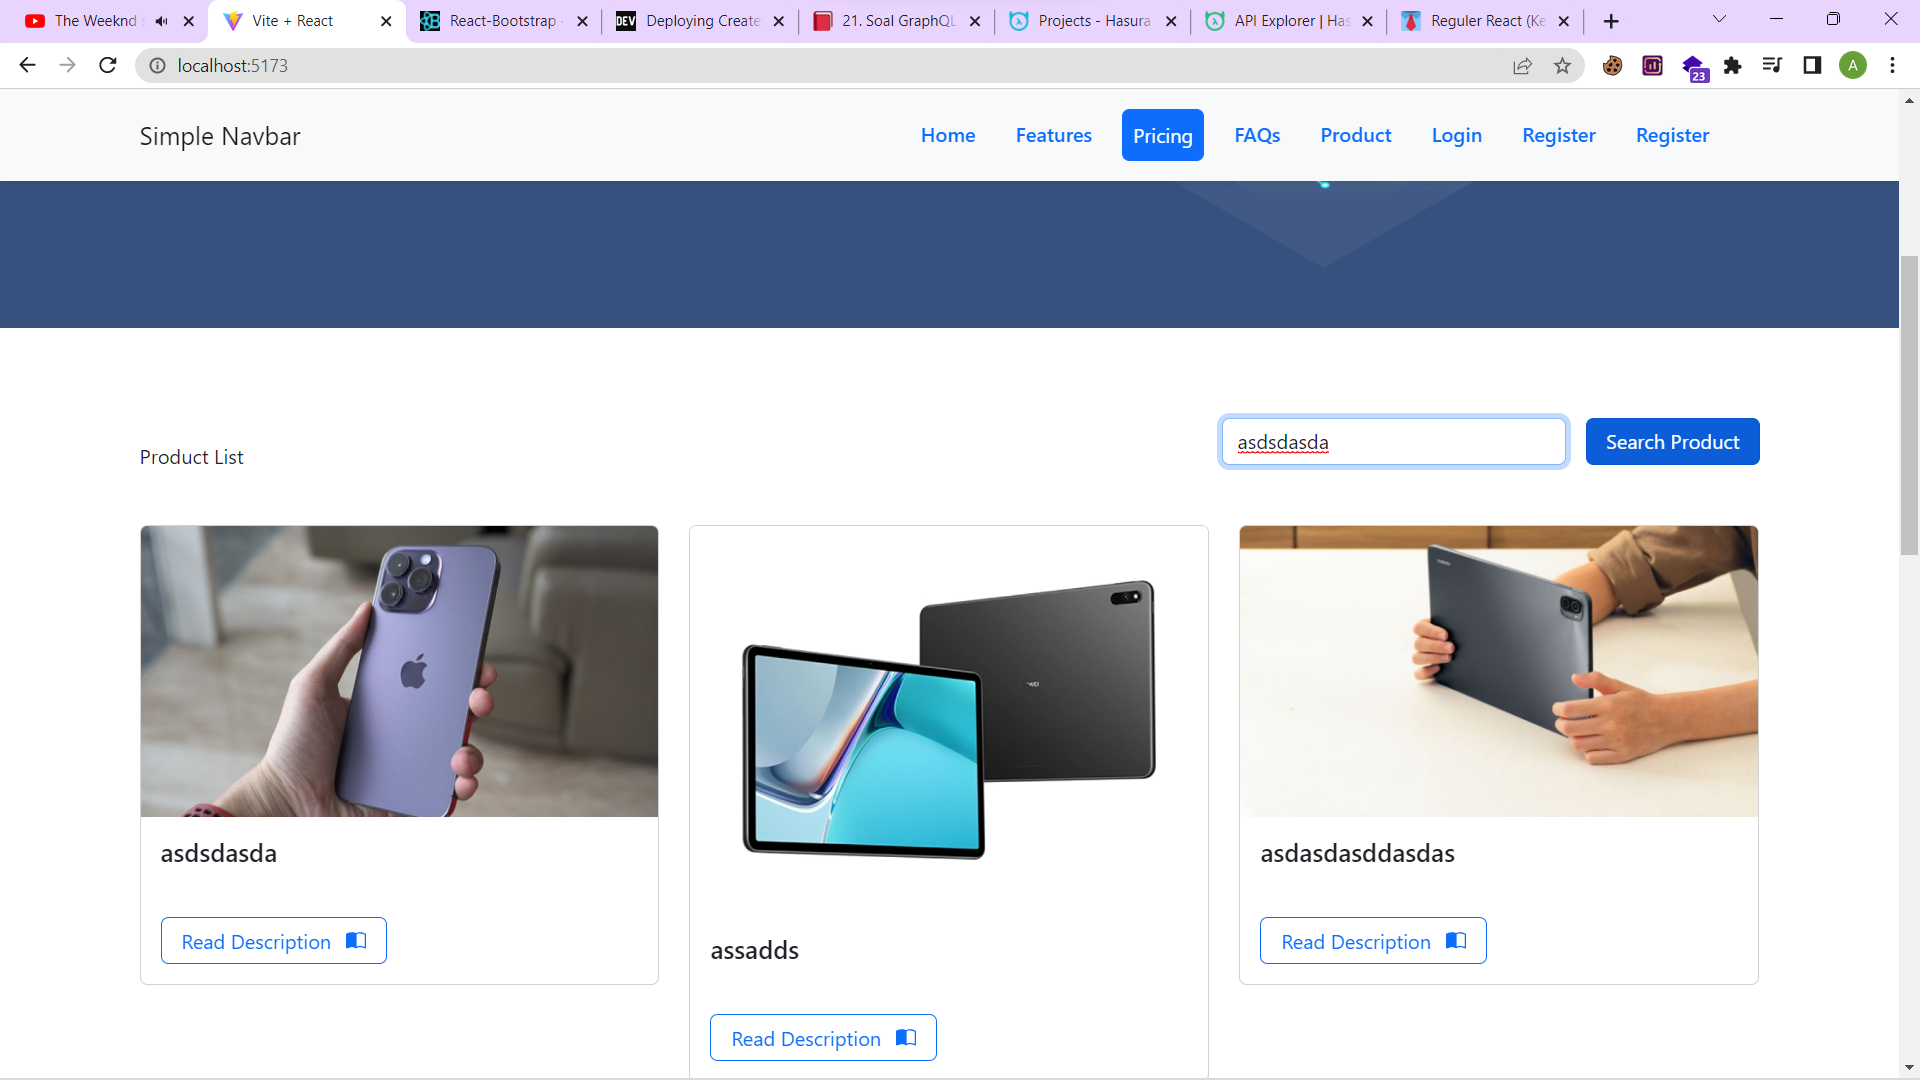 The Weeknd
Vite + React
React-Bootstrap
DEV
Deploying Create
21. Soal GraphQL
Projects - Hasura
API Explorer | Has
Reguler React (Ke
localhost:5173
23
A
Simple Navbar
Home
Features
Pricing
FAQs
Product
Login
Register
Register
Product List
asdsdasda
Search Product
asdsdasda
Read Description
assadds
Read Description
asdasdasddasdas
Read Description